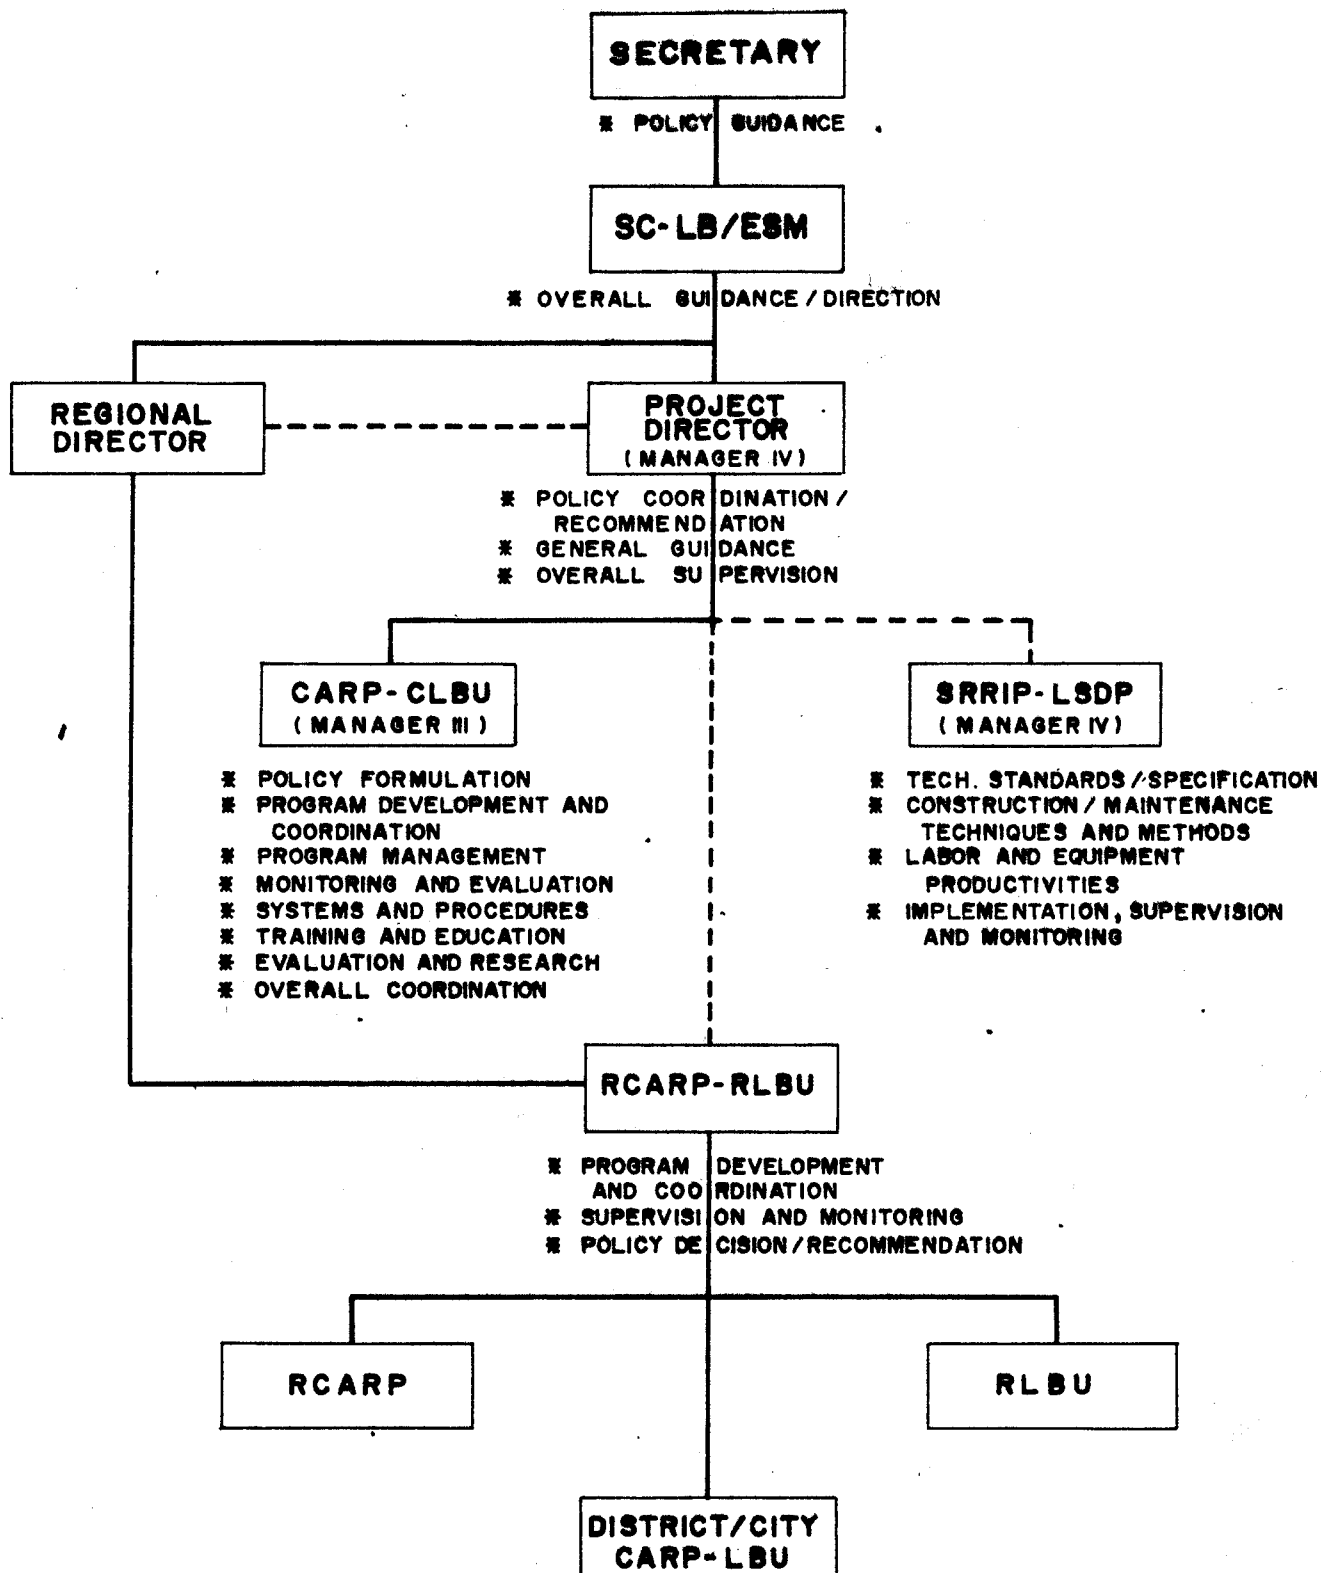 SECRETARY
* POLICY GUIDANCE
SC-LB/ESM
* OVERALL GUIDANCE / DIRECTION
REGIONAL
DIRECTOR
PROJECT
DIRECTOR
( MANAGER IV )
* POLICY COORDINATION /
RECOMMENDATION
* GENERAL GUIDANCE
* OVERALL SUPERVISION
CARP-CLBU
( MANAGER III )
* POLICY FORMULATION
* PROGRAM DEVELOPMENT AND
COORDINATION
* PROGRAM MANAGEMENT
* MONITORING AND EVALUATION
* SYSTEMS AND PROCEDURES
* TRAINING AND EDUCATION
* EVALUATION AND RESEARCH
* OVERALL COORDINATION
SRRIP-LSDP
( MANAGER IV )
* TECH. STANDARDS / SPECIFICATION
* CONSTRUCTION / MAINTENANCE
TECHNIQUES AND METHODS
* LABOR AND EQUIPMENT
PRODUCTIVITIES
* IMPLEMENTATION, SUPERVISION
AND MONITORING
RCARP-RLBU
* PROGRAM DEVELOPMENT
AND COORDINATION
* SUPERVISION AND MONITORING
* POLICY DECISION / RECOMMENDATION
RCARP
RLBU
DISTRICT/CITY
CARP-LBU